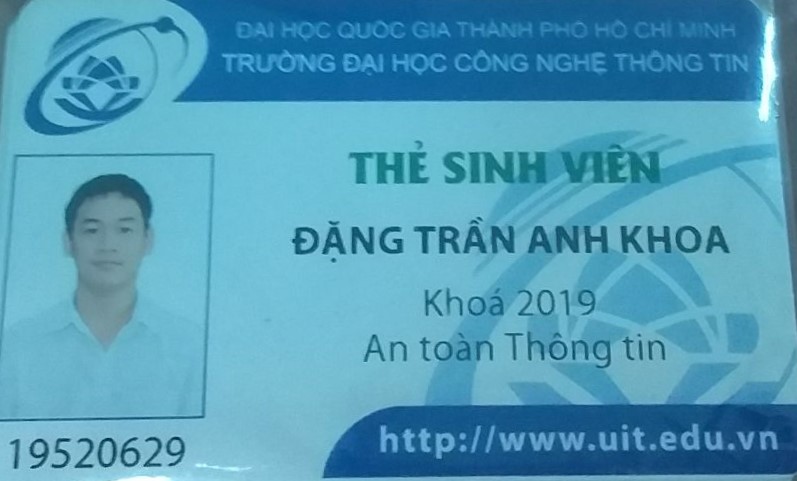 ĐẠI HỌC QUỐC GIA THÀNH PHỐ HỒ CHÍ MINH
TRƯỜNG ĐẠI HỌC CÔNG NGHỆ THÔNG TIN
THẺ SINH VIÊN
ĐẶNG TRẦN ANH KHOA
Khoá 2019
An toàn Thông tin
19520629
http://www.uit.edu.vn